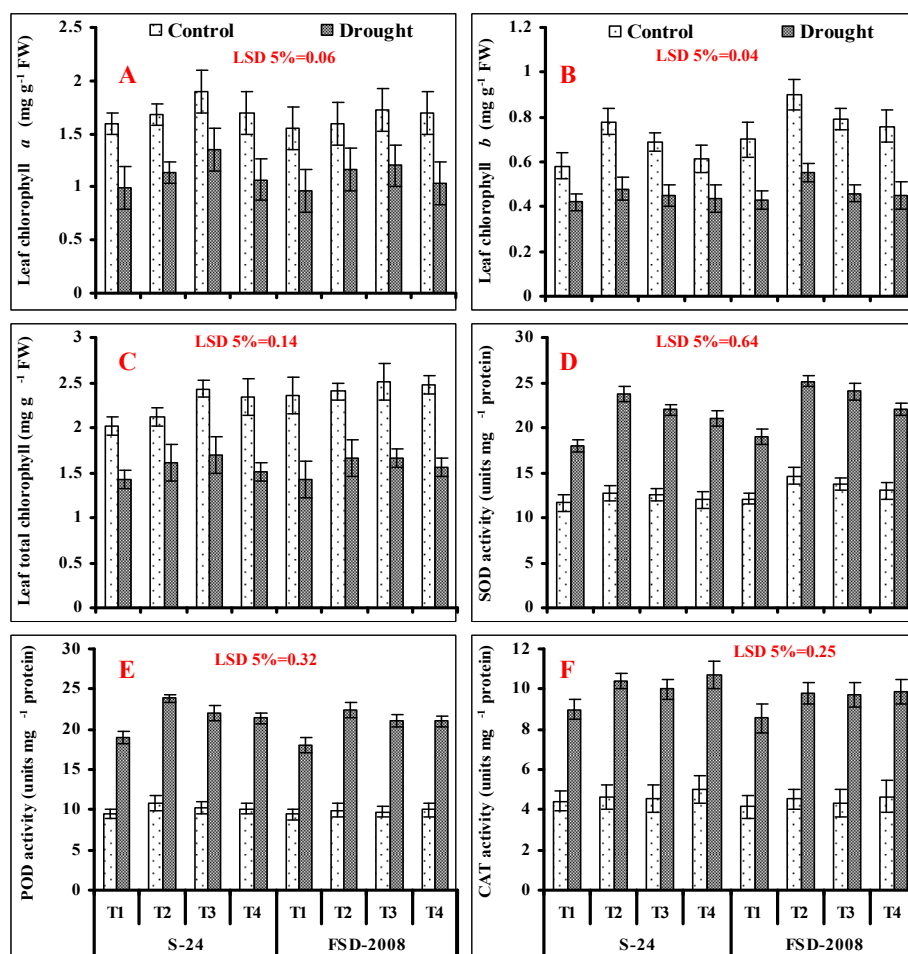 Control Drought
A
LSD 5%=0.06
Leaf chlorophyll a (mg g-1 FW)
2.5
2
1.5
1
0.5
0
Control Drought
B
LSD 5%=0.04
Leaf chlorophyll b (mg g-1 FW)
1.2
1
0.8
0.6
0.4
0.2
0
C
LSD 5%=0.14
Leaf total chlorophyll (mg g -1 FW)
3
2.5
2
1.5
1
0.5
0
D
LSD 5%=0.64
SOD activity (units mg -1 protein)
30
25
20
15
10
5
0
E
LSD 5%=0.32
POD activity (units mg -1 protein)
30
25
20
15
10
5
0
T1 T2 T3 T4 T1 T2 T3 T4
S-24 FSD-2008
F
LSD 5%=0.25
CAT activity (units mg -1 protein)
12
10
8
6
4
2
0
T1 T2 T3 T4 T1 T2 T3 T4
S-24 FSD-2008